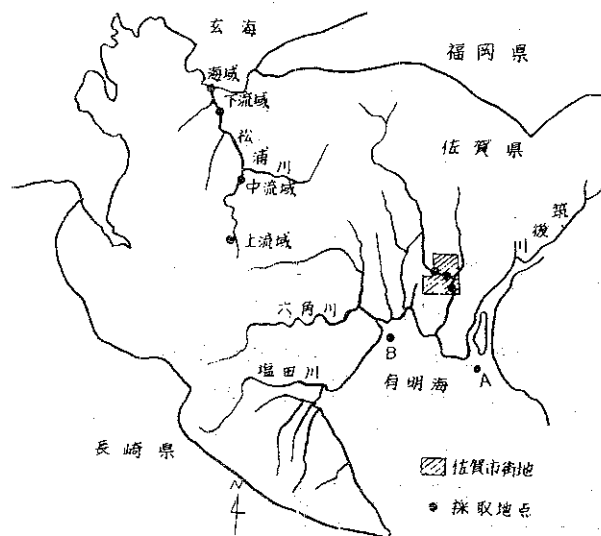 玄海
福岡県
海域
下流域
松浦川
佐賀県
中流域
筑後川
上流域
六角川
B
塩田川
有明海
A
長崎県
佐賀市街地
N
採取地点